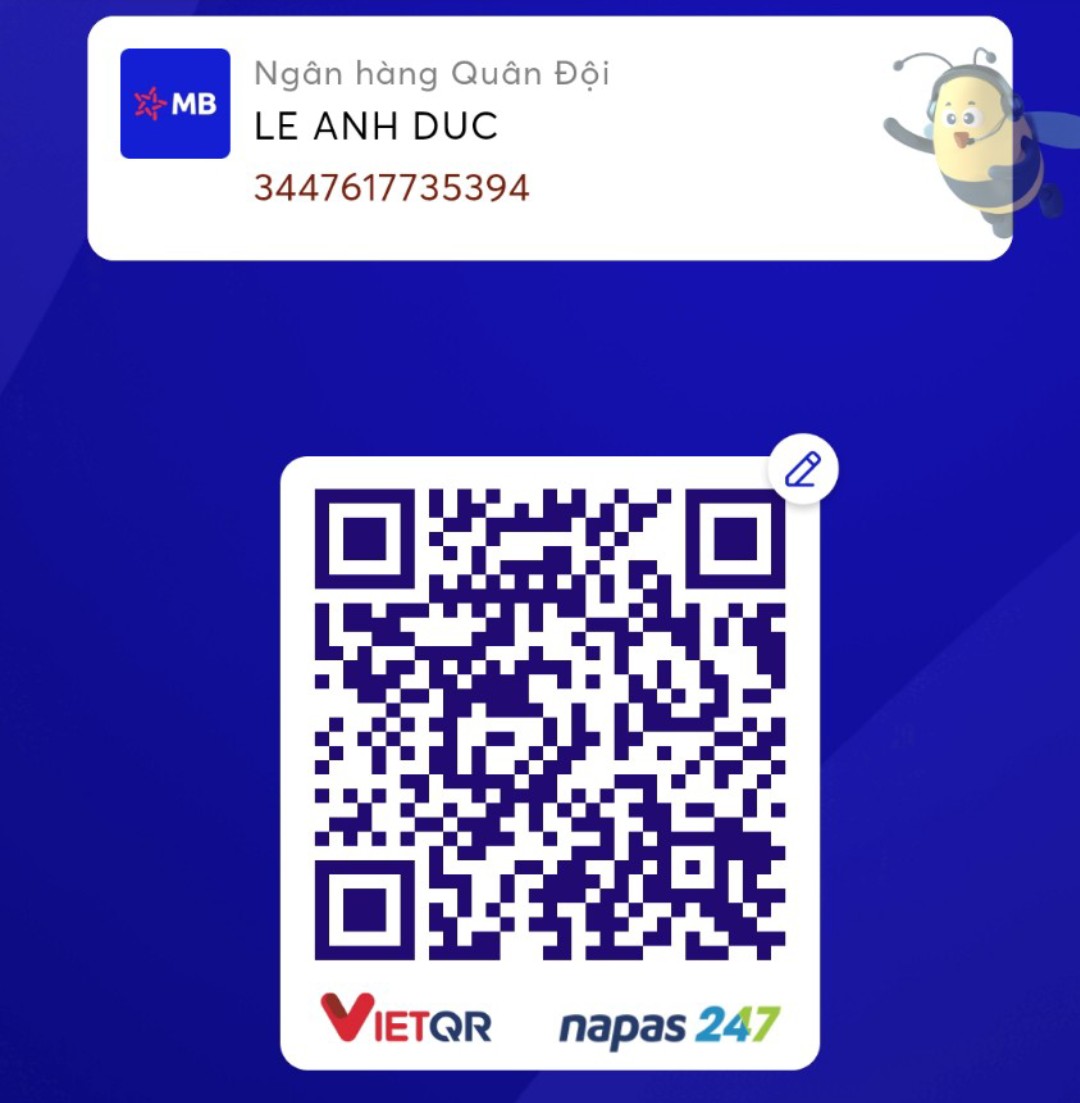 MB
Ngân hàng Quân Đội
LE ANH DUC
3447617735394
VIETQR
napas 247